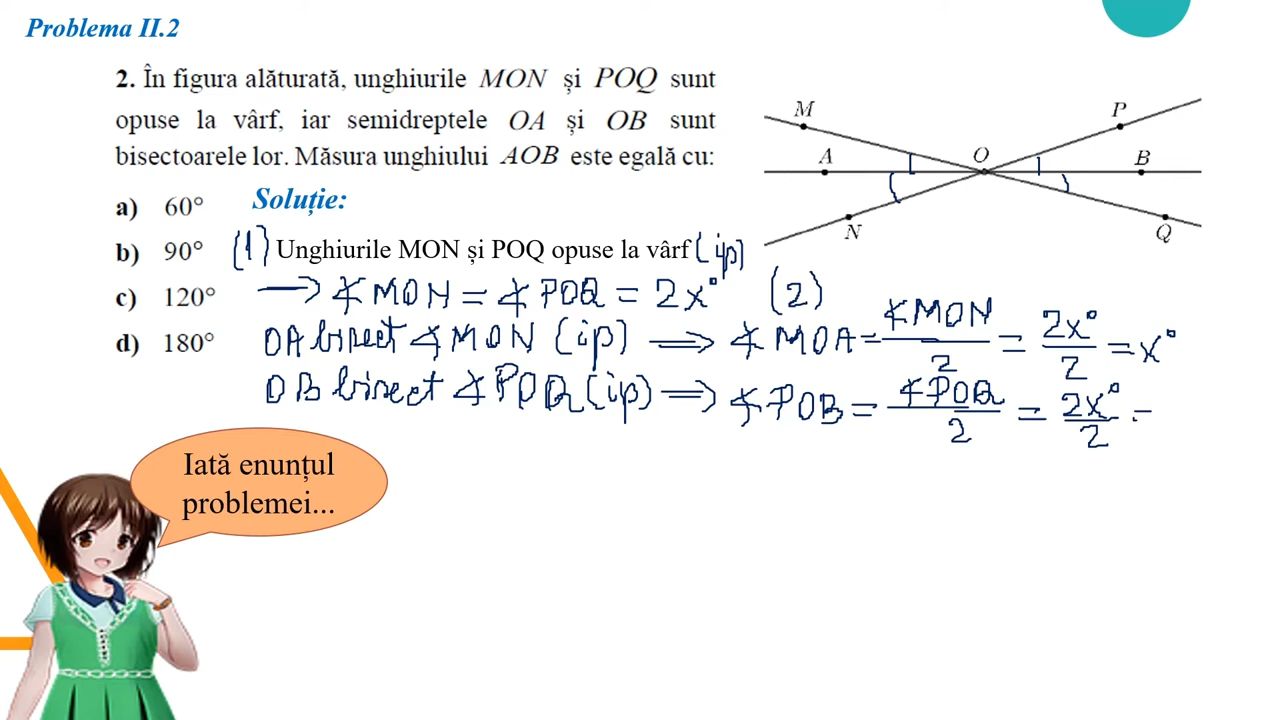 Problema II.2
2. În figura alăturată, unghiurile MON și POQ sunt
opuse la vârf, iar semidreptele OA și OB sunt
bisectoarele lor. Măsura unghiului AOB este egală cu:
a) 60°
b) 90°
c) 120°
d) 180°
M
P
A
O
B
N
Q
Soluție:
(1) Unghiurile MON și POQ opuse la vârf (ip)
→ ∢MON = ∢POQ = 2x° (2)
OA bisect ∢MON (ip) ⇒ ∢MOA = ∢MON/2 = 2x°/2 = x°
OB bisect ∢POQ (ip) ⇒ ∢POB = ∢POQ/2 = 2x°/2 =
Iată enunțul
problemei...